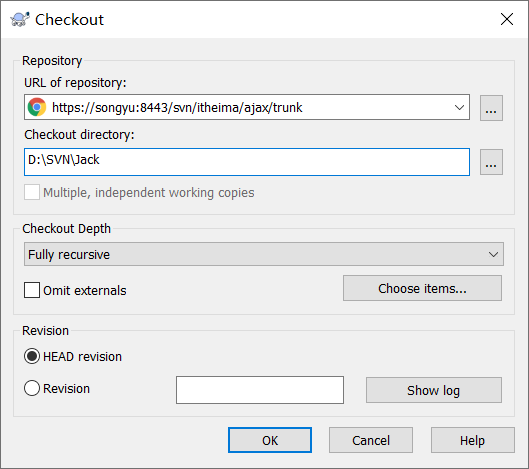 Checkout
Repository
URL of repository:
https://songyu:8443/svn/itheima/ajax/trunk
...
Checkout directory:
D:\SVN\Jack
...
Multiple, independent working copies
Checkout Depth
Fully recursive
Omit externals
Choose items...
Revision
HEAD revision
Revision
Show log
OK
Cancel
Help